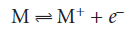 M ⇌ M⁺ + e⁻